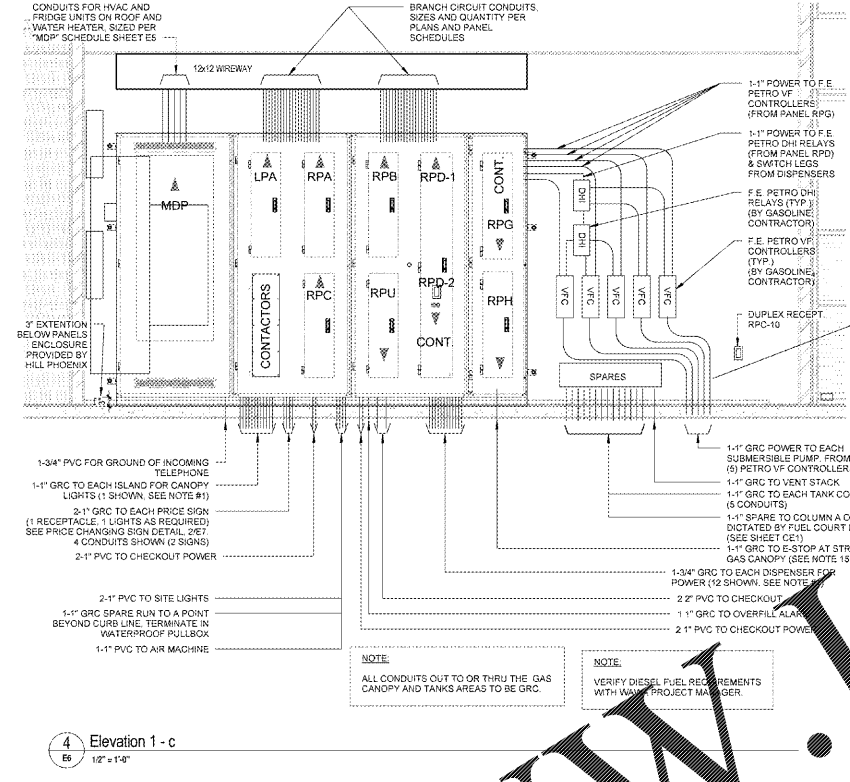 CONDUITS FOR HVAC AND
FRIDGE UNITS ON ROOF AND
WATER HEATER, SIZED PER
"MDP" SCHEDULE SHEET E5
BRANCH CIRCUIT CONDUITS,
SIZES AND QUANTITY PER
PLANS AND PANEL
SCHEDULES
12x12 WIREWAY
1-1" POWER TO F.E.
PETRO VF
CONTROLLERS
(FROM PANEL RPG)
1-1" POWER TO F.E.
PETRO DHI RELAYS
(FROM PANEL RPD)
& SWITCH LEGS
FROM DISPENSERS
F.E. PETRO DHI
RELAYS (TYP.)
(BY GASOLINE
CONTRACTOR)
F.E. PETRO VF
CONTROLLERS
(TYP.)
(BY GASOLINE
CONTRACTOR)
DUPLEX RECEPT.
RPC-10
MDP
LPA
RPA
RPB
RPD-1
CONT.
RPG
DHI
DHI
CONTACTORS
RPC
RPU
RPD-2
CONT.
RPH
VFC
VFC
VFC
VFC
VFC
SPARES
3" EXTENTION
BELOW PANELS
ENCLOSURE
PROVIDED BY
HILL PHOENIX
3"
1-3/4" PVC FOR GROUND OF INCOMING
TELEPHONE
1-1" GRC TO EACH ISLAND FOR CANOPY
LIGHTS (1 SHOWN, SEE NOTE #1)
2-1" GRC TO EACH PRICE SIGN
(1 RECEPTACLE, 1 LIGHTS AS REQUIRED)
SEE PRICE CHANGING SIGN DETAIL, 2/E7.
4 CONDUITS SHOWN (2 SIGNS)
2-1" PVC TO CHECKOUT POWER
2-1" PVC TO SITE LIGHTS
1-1" GRC SPARE RUN TO A POINT
BEYOND CURB LINE, TERMINATE IN
WATERPROOF PULLBOX
1-1" PVC TO AIR MACHINE
1-1" GRC POWER TO EACH
SUBMERSIBLE PUMP. FROM
(5) PETRO VF CONTROLLER
1-1" GRC TO VENT STACK
1-1" GRC TO EACH TANK CO
(5 CONDUITS)
1-1" SPARE TO COLUMN A C
DICTATED BY FUEL COURT
(SEE SHEET CE1)
1-1" GRC TO E-STOP AT STR
GAS CANOPY (SEE NOTE 15
1-3/4" GRC TO EACH DISPENSER FOR
POWER (12 SHOWN. SEE NOTE
2 2" PVC TO CHECKOUT
1 1" GRC TO OVERFILL ALAR
2 1" PVC TO CHECKOUT POWER
NOTE:
ALL CONDUITS OUT TO OR THRU THE GAS
CANOPY AND TANKS AREAS TO BE GRC.
NOTE:
VERIFY DIESEL FUEL REQUIREMENTS
WITH WAWA PROJECT MANAGER.
4
E6
Elevation 1 - c
1/2" = 1'-0"
WW.